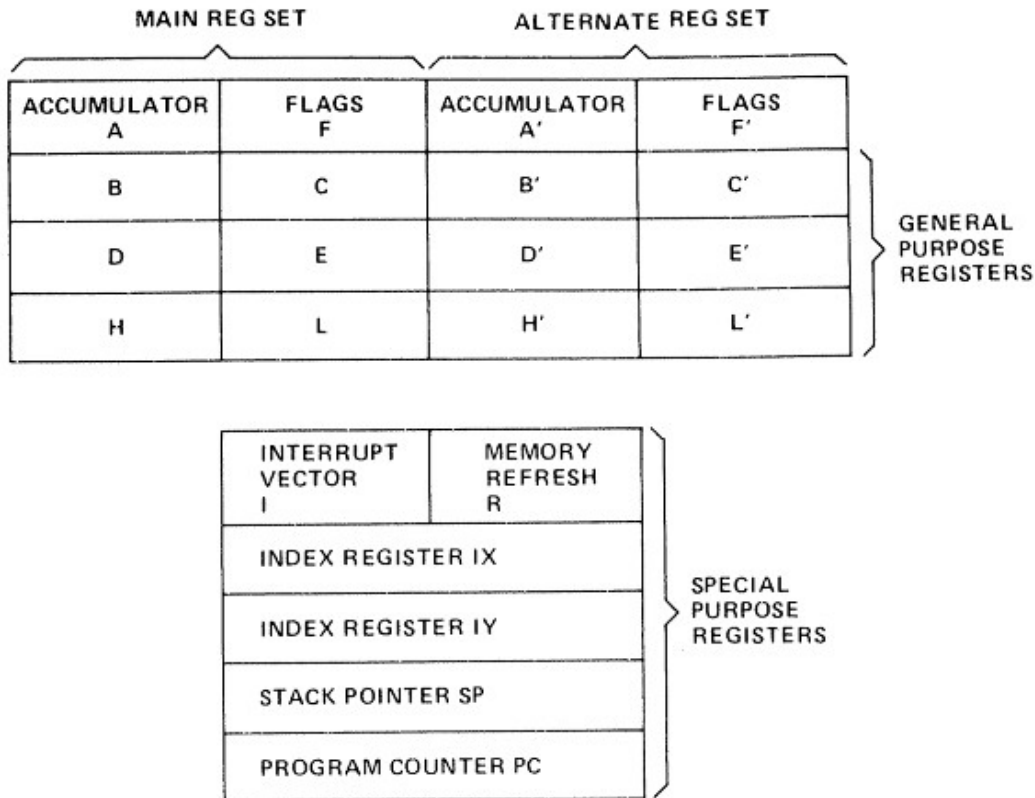 MAIN REG SET
ALTERNATE REG SET
ACCUMULATOR
A
FLAGS
F
ACCUMULATOR
A'
FLAGS
F'
B
C
B'
C'
D
E
D'
E'
H
L
H'
L'
GENERAL
PURPOSE
REGISTERS
INTERRUPT
VECTOR
I
MEMORY
REFRESH
R
INDEX REGISTER IX
INDEX REGISTER IY
STACK POINTER SP
PROGRAM COUNTER PC
SPECIAL
PURPOSE
REGISTERS